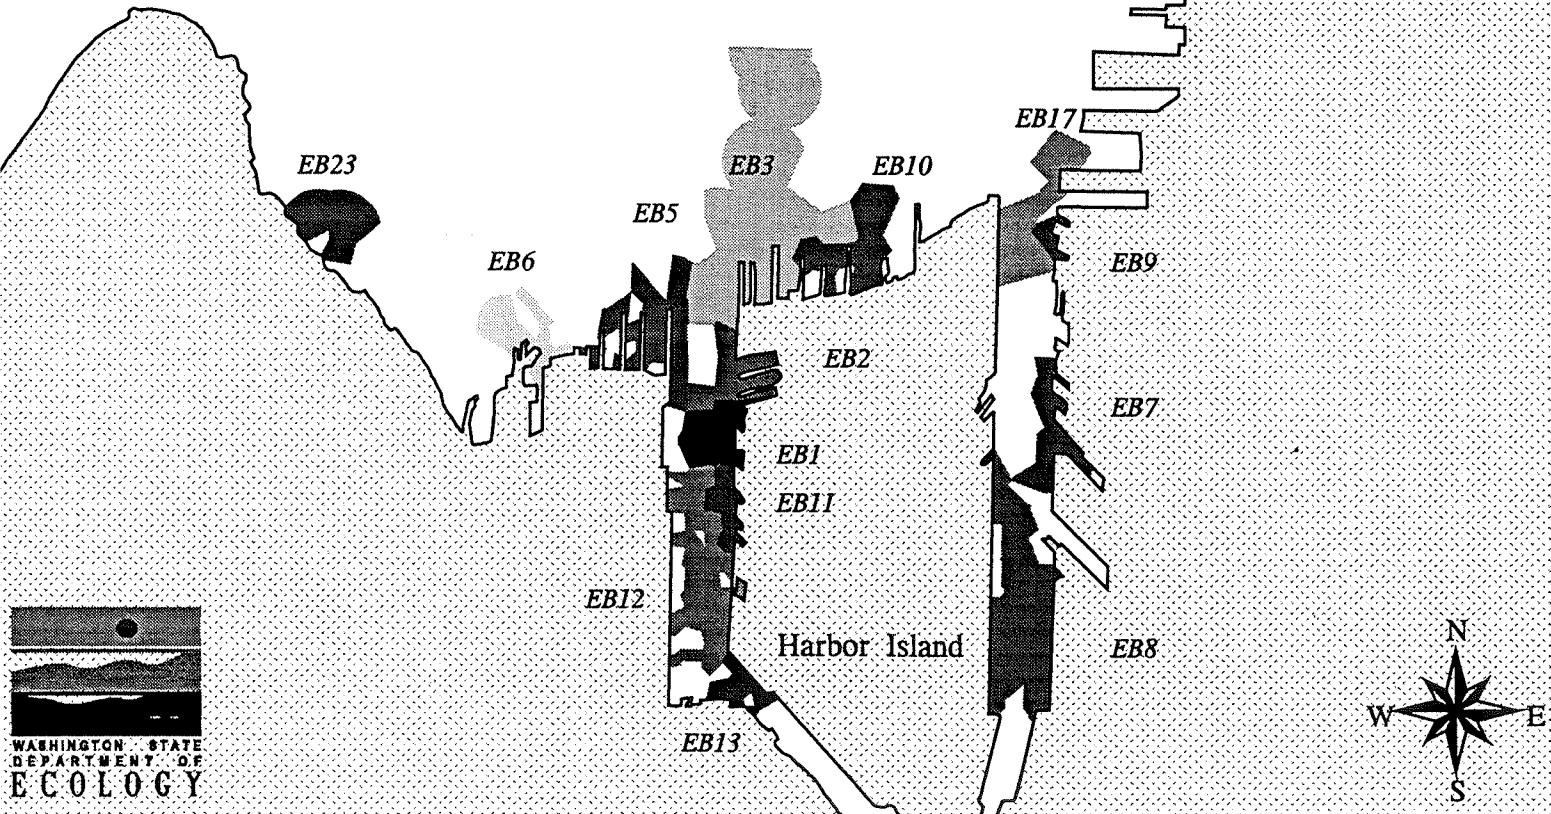 EB17
EB23
EB3
EB10
EB5
EB6
EB9
EB2
EB7
EB1
EB11
EB12
Harbor Island
EB8
EB13
N
W
E
S
WASHINGTON STATE
DEPARTMENT OF
ECOLOGY